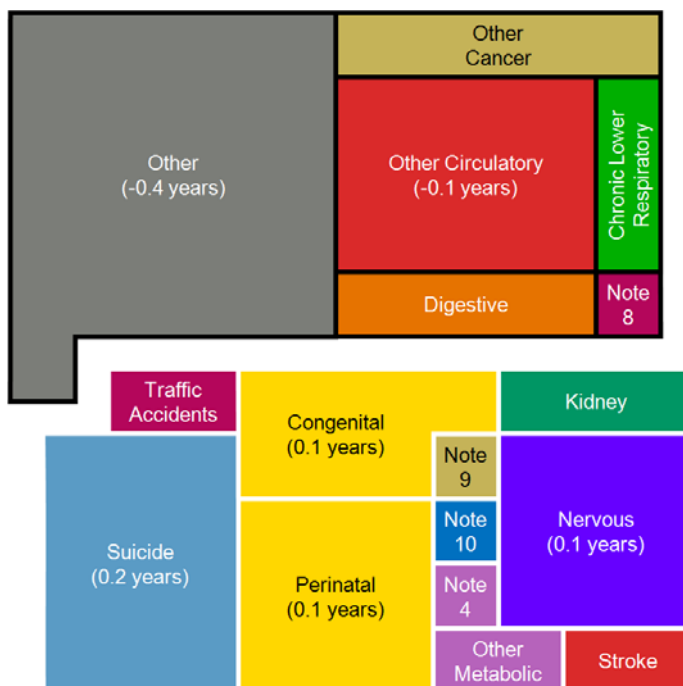 Other
Cancer
Other
(-0.4 years)
Other Circulatory
(-0.1 years)
Chronic Lower
Respiratory
Digestive
Note
8
Traffic
Accidents
Congenital
(0.1 years)
Kidney
Note
9
Suicide
(0.2 years)
Perinatal
(0.1 years)
Note
10
Nervous
(0.1 years)
Note
4
Other
Metabolic
Stroke